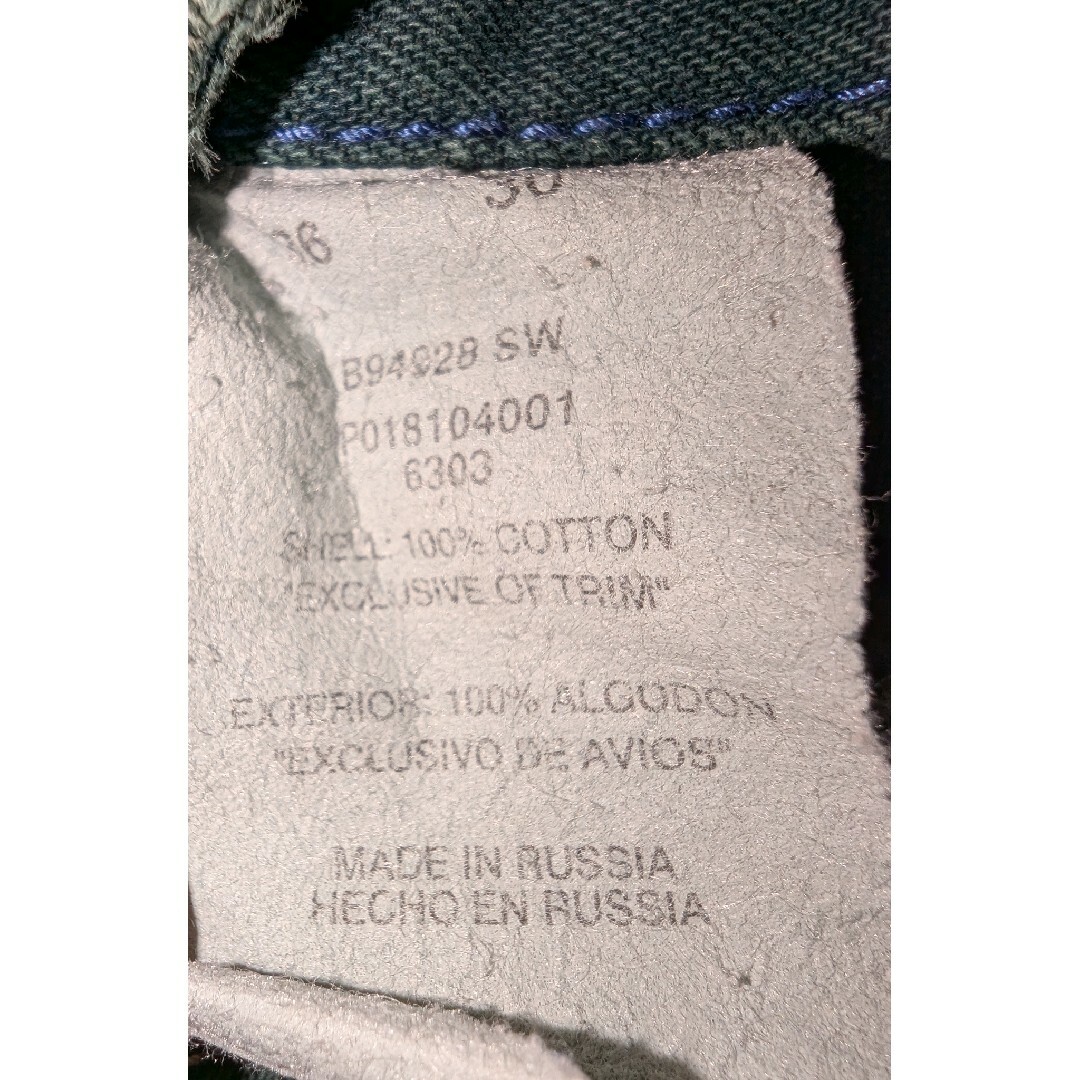 B94928 SW
P018104001
6303
SHELL: 100% COTTON
"EXCLUSIVE OF TRIM"
EXTERIOR: 100% ALGODON
"EXCLUSIVO DE AVIOS"
MADE IN RUSSIA
HECHO EN RUSSIA